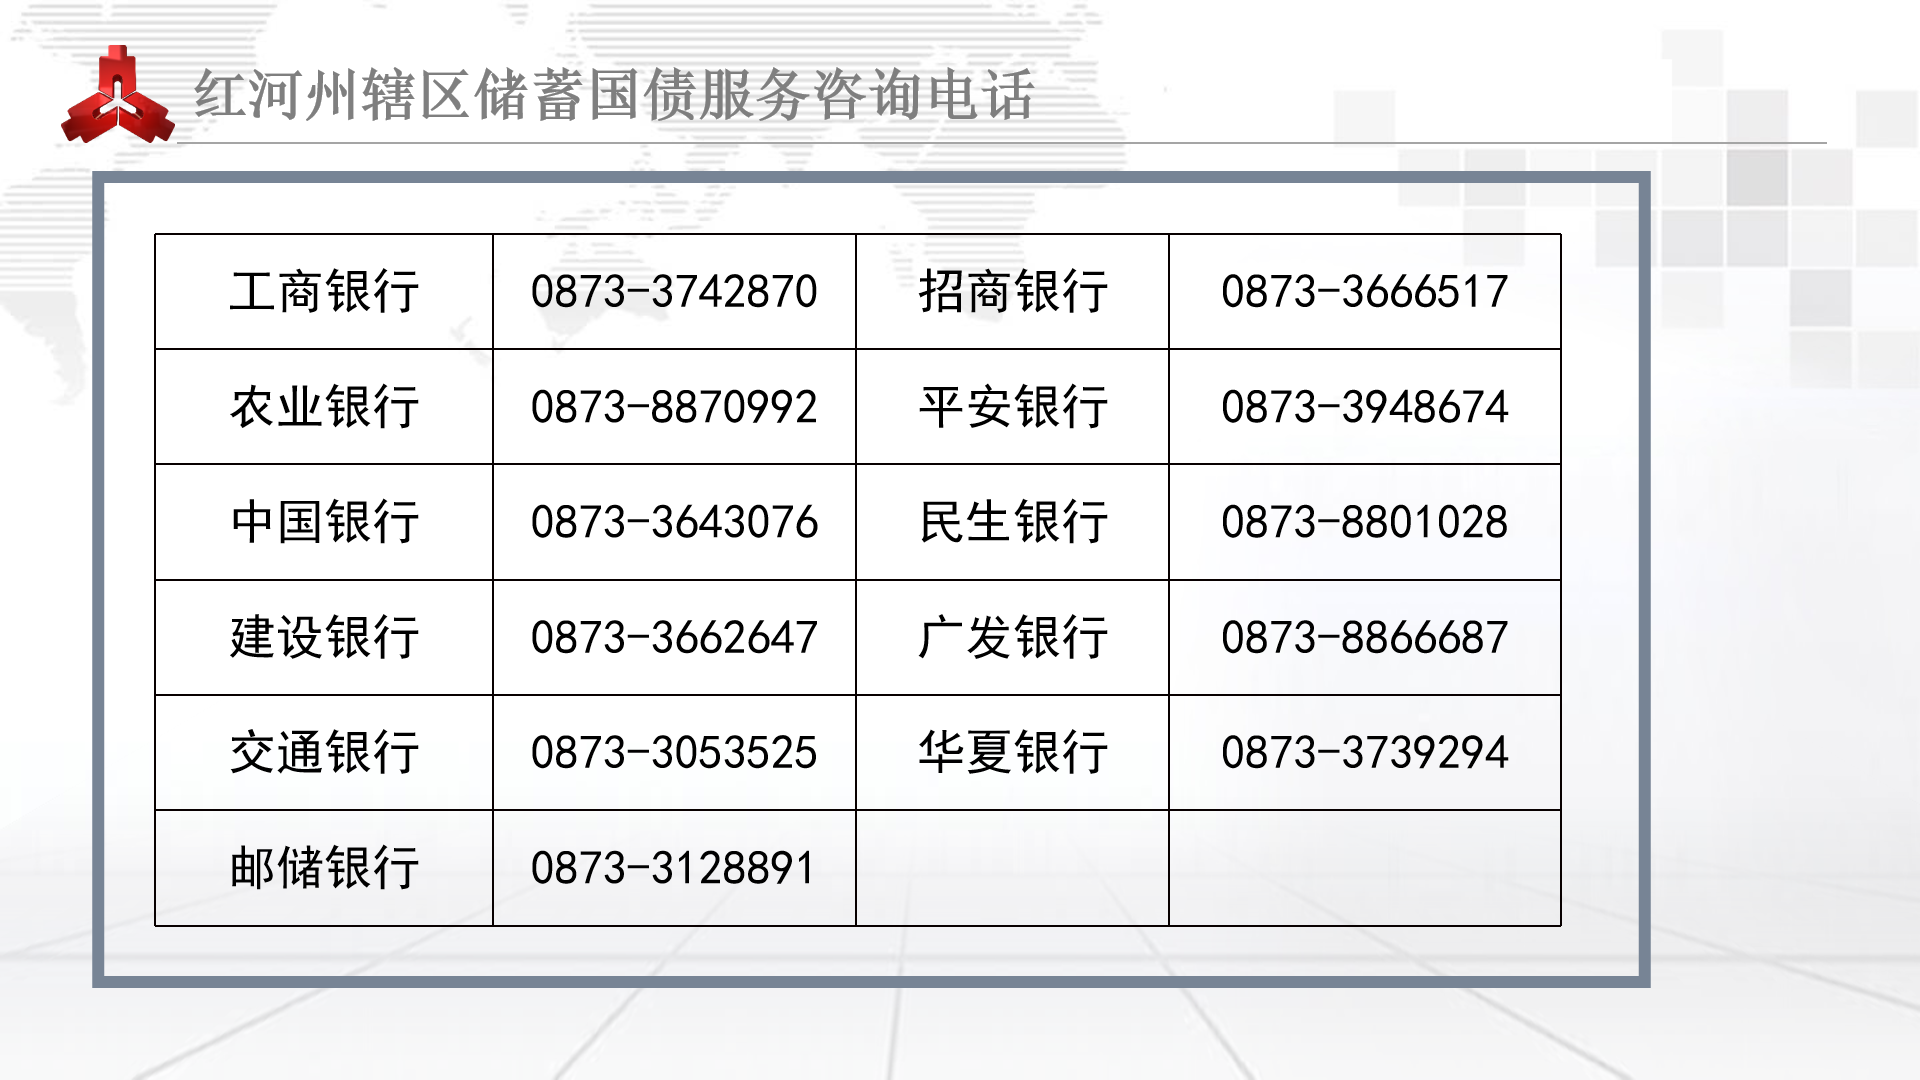 红河州辖区储蓄国债服务咨询电话
工商银行 0873-3742870 招商银行 0873-3666517
农业银行 0873-8870992 平安银行 0873-3948674
中国银行 0873-3643076 民生银行 0873-8801028
建设银行 0873-3662647 广发银行 0873-8866687
交通银行 0873-3053525 华夏银行 0873-3739294
邮储银行 0873-3128891